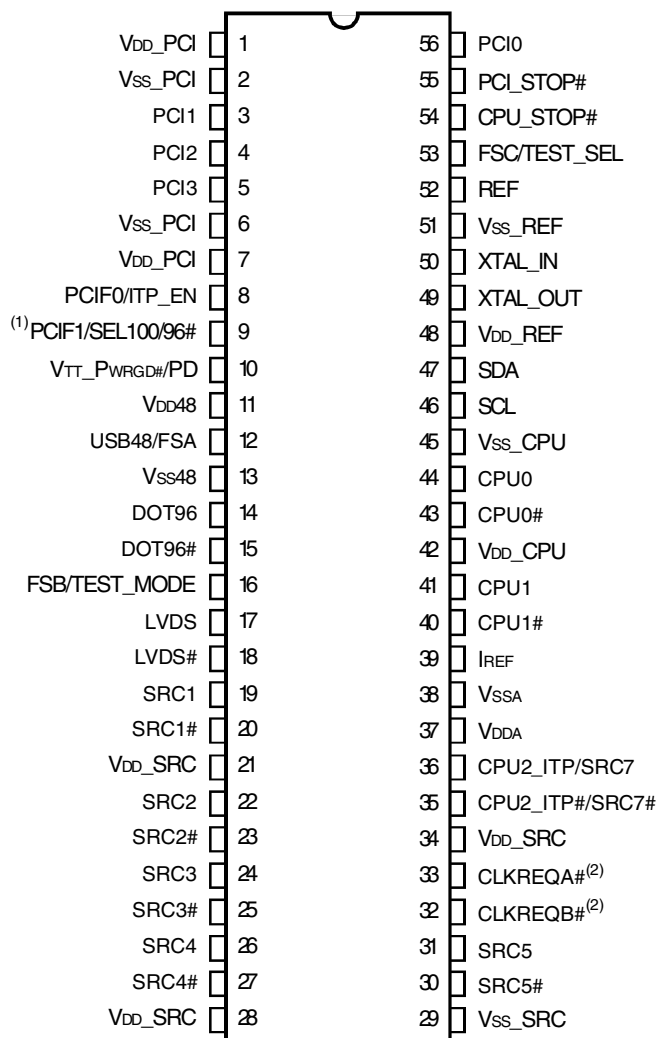 VDD_PCI 1 56 PCI0
VSS_PCI 2 55 PCI_STOP#
PCI1 3 54 CPU_STOP#
PCI2 4 53 FSC/TEST_SEL
PCI3 5 52 REF
VSS_PCI 6 51 VSS_REF
VDD_PCI 7 50 XTAL_IN
PCIF0/ITP_EN 8 49 XTAL_OUT
(1)PCIF1/SEL100/96# 9 48 VDD_REF
VTT_PWRGD#/PD 10 47 SDA
VDD48 11 46 SCL
USB48/FSA 12 45 VSS_CPU
VSS48 13 44 CPU0
DOT96 14 43 CPU0#
DOT96# 15 42 VDD_CPU
FSB/TEST_MODE 16 41 CPU1
LVDS 17 40 CPU1#
LVDS# 18 39 IREF
SRC1 19 38 VSSA
SRC1# 20 37 VDDA
VDD_SRC 21 36 CPU2_ITP/SRC7
SRC2 22 35 CPU2_ITP#/SRC7#
SRC2# 23 34 VDD_SRC
SRC3 24 33 CLKREQA#(2)
SRC3# 25 32 CLKREQB#(2)
SRC4 26 31 SRC5
SRC4# 27 30 SRC5#
VDD_SRC 28 29 VSS_SRC